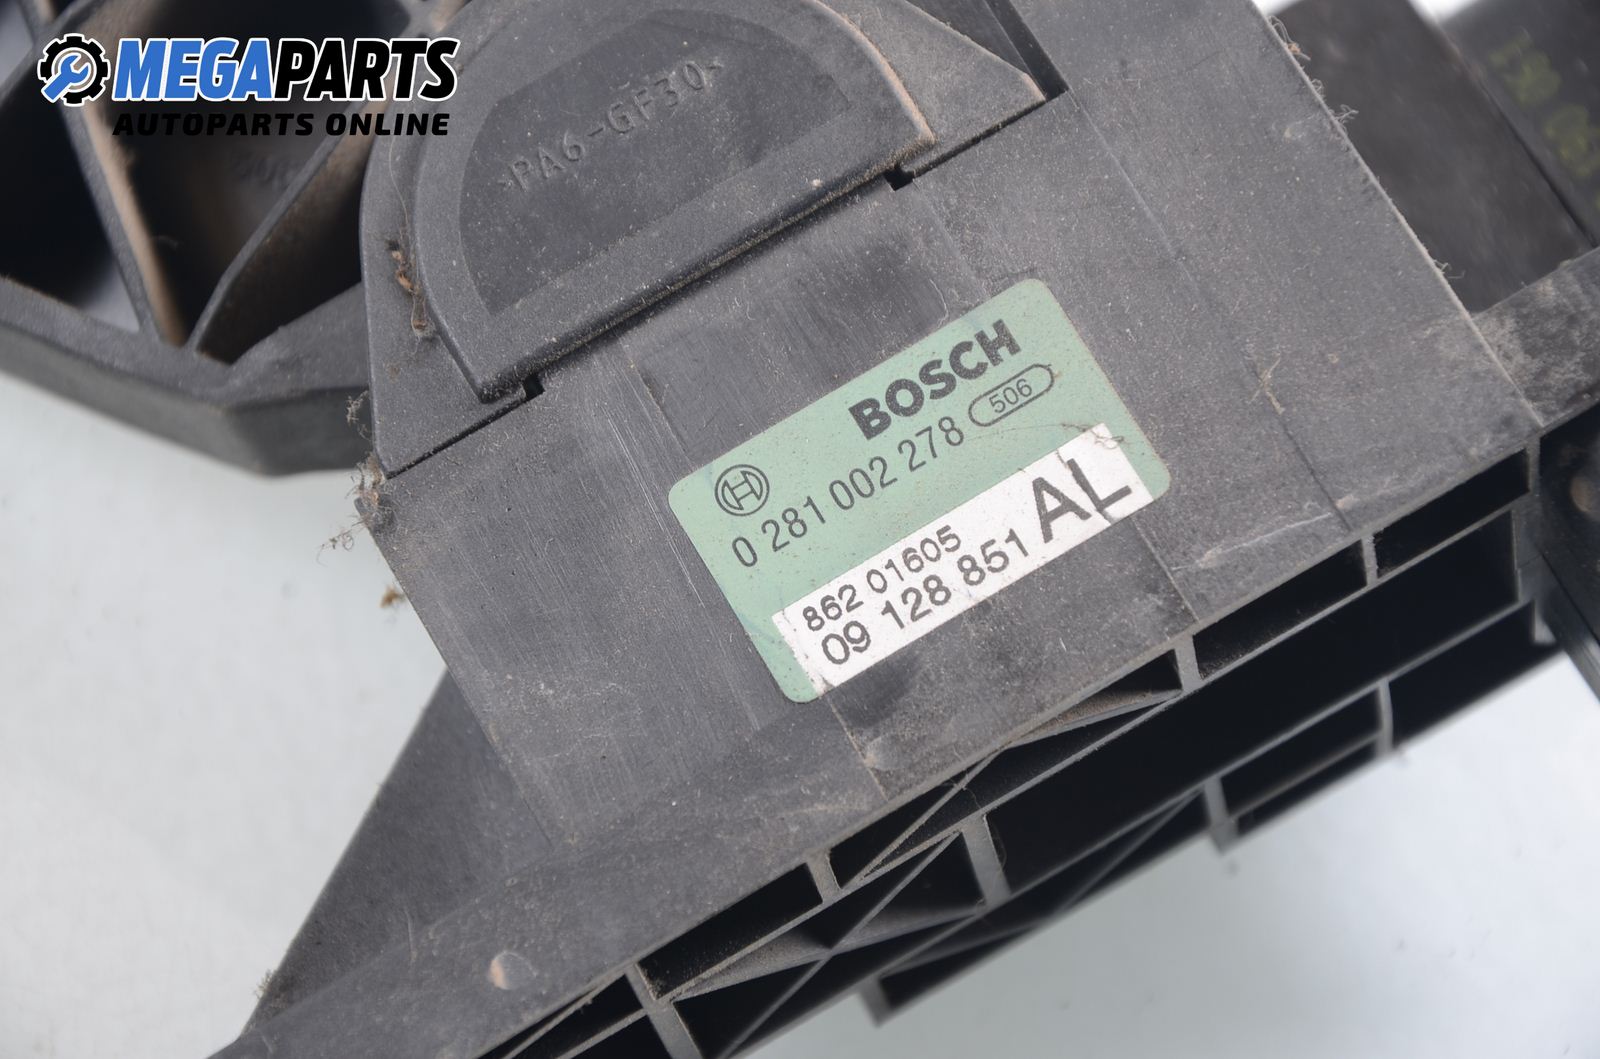 MEGAPARTS
AUTOPARTS ONLINE
>PA6-GF30<
BOSCH
0 281 002 278 506
862 01605
09 128 851 AL